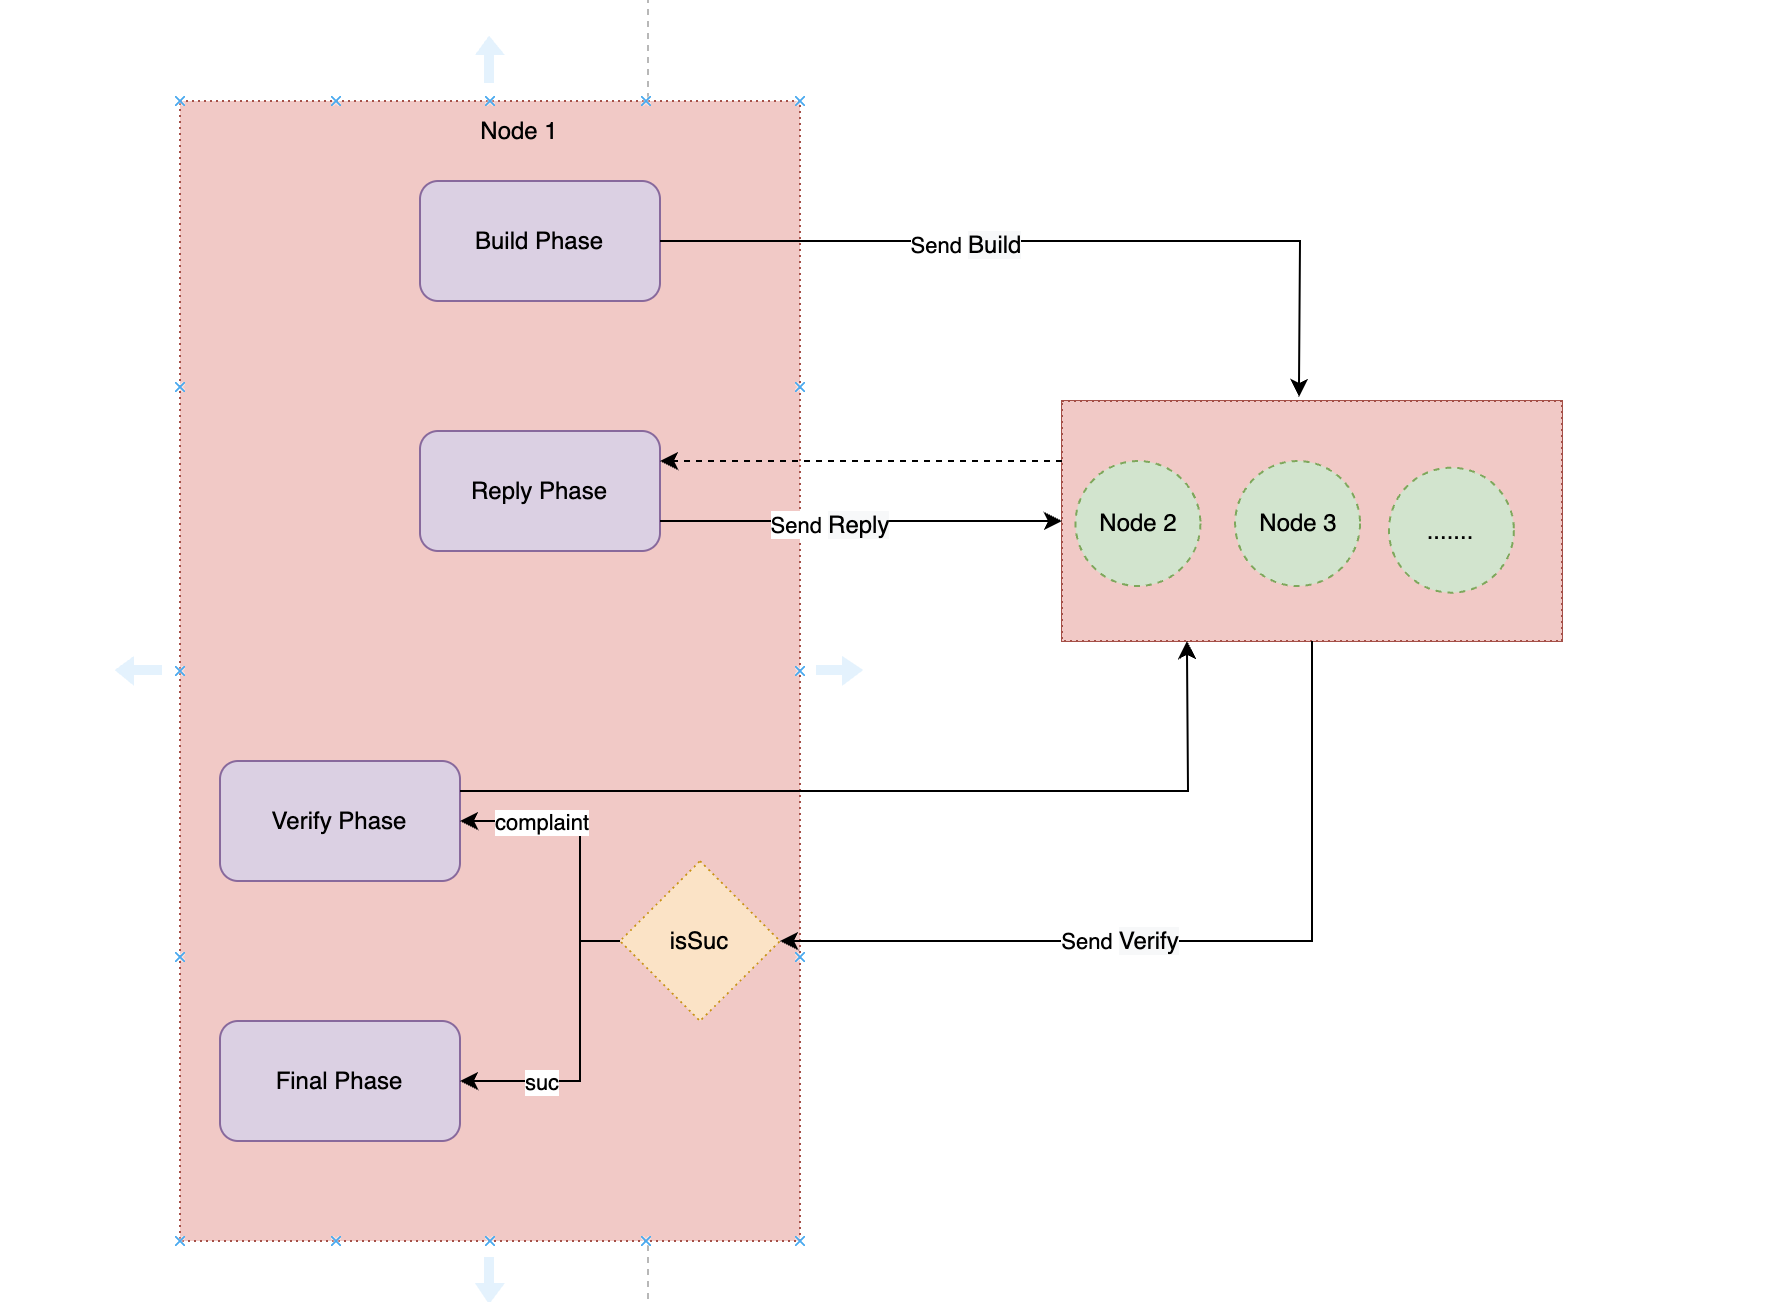 Node 1
Build Phase
Send Build
Reply Phase
Send Reply
Node 2
Node 3
.......
Verify Phase
complaint
isSuc
Send Verify
Final Phase
suc